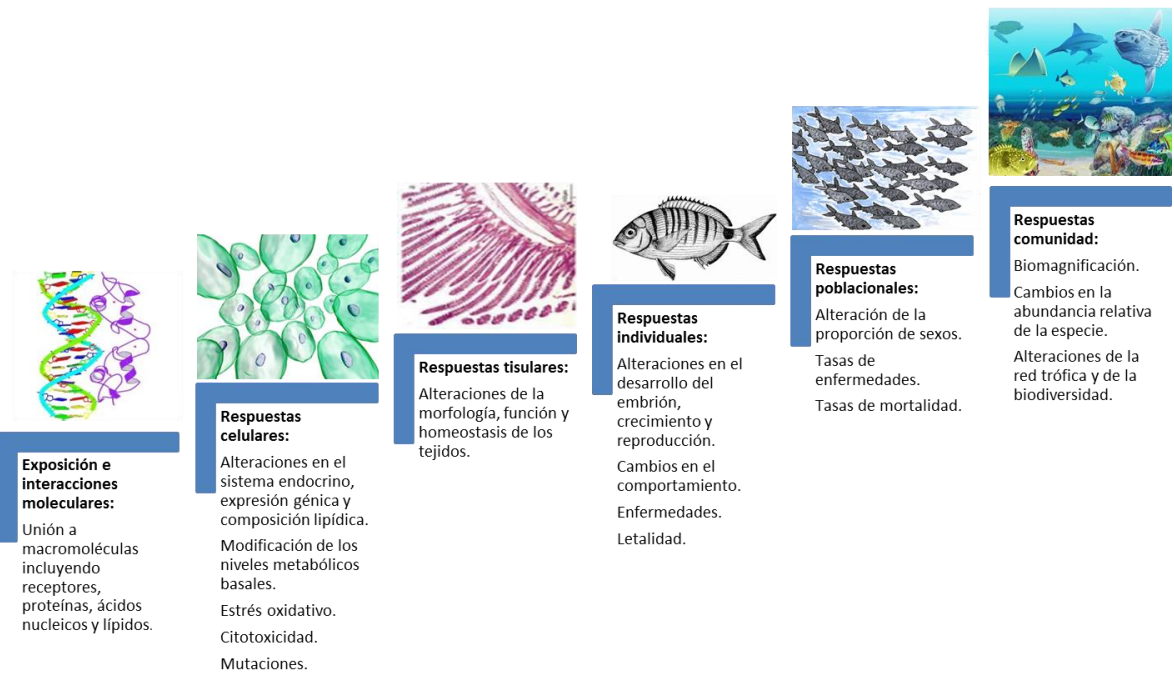 Exposición e
interacciones
moleculares:
Unión a
macromoléculas
incluyendo
receptores,
proteínas, ácidos
nucleicos y lípidos.
Respuestas
celulares:
Alteraciones en el
sistema endocrino,
expresión génica y
composición lipídica.
Modificación de los
niveles metabólicos
basales.
Estrés oxidativo.
Citotoxicidad.
Mutaciones.
Respuestas tisulares:
Alteraciones de la
morfología, función y
homeostasis de los
tejidos.
Respuestas
individuales:
Alteraciones en el
desarrollo del
embrión,
crecimiento y
reproducción.
Cambios en el
comportamiento.
Enfermedades.
Letalidad.
Respuestas
poblacionales:
Alteración de la
proporción de sexos.
Tasas de
enfermedades.
Tasas de mortalidad.
Respuestas
comunidad:
Biomagnificación.
Cambios en la
abundancia relativa
de la especie.
Alteraciones de la
red trófica y de la
biodiversidad.